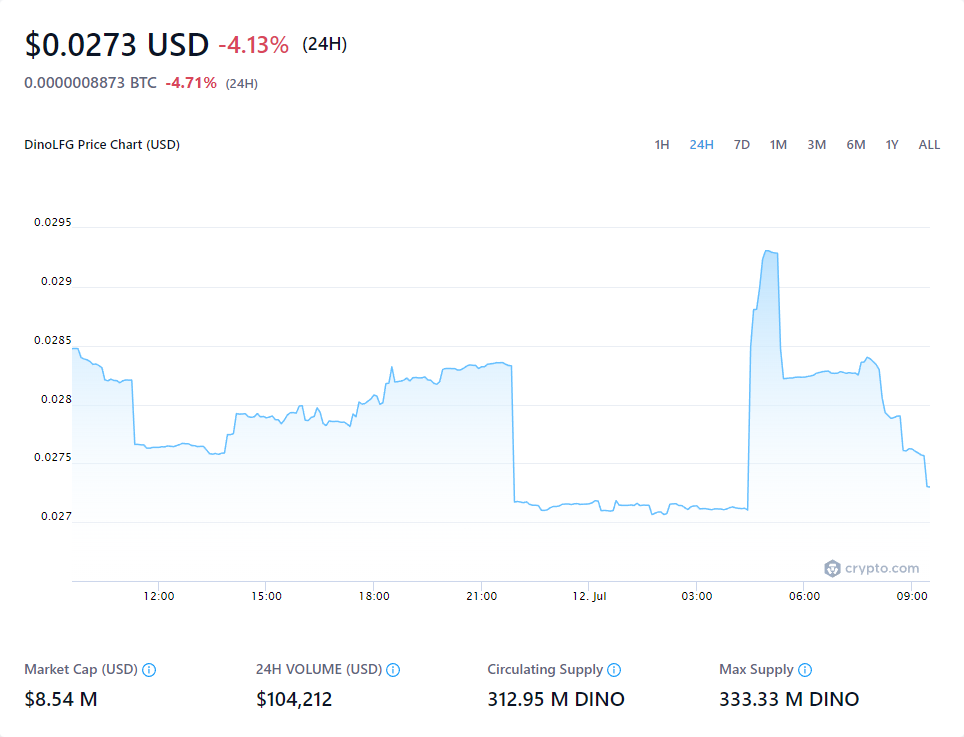 $0.0273 USD -4.13% (24H)
0.0000008873 BTC -4.71% (24H)
DinoLFG Price Chart (USD) 1H 24H 7D 1M 3M 6M 1Y ALL
0.0295
0.029
0.0285
0.028
0.0275
0.027
crypto.com
12:00 15:00 18:00 21:00 12. Jul 03:00 06:00 09:00
Market Cap (USD) 24H VOLUME (USD) Circulating Supply Max Supply
$8.54 M $104,212 312.95 M DINO 333.33 M DINO